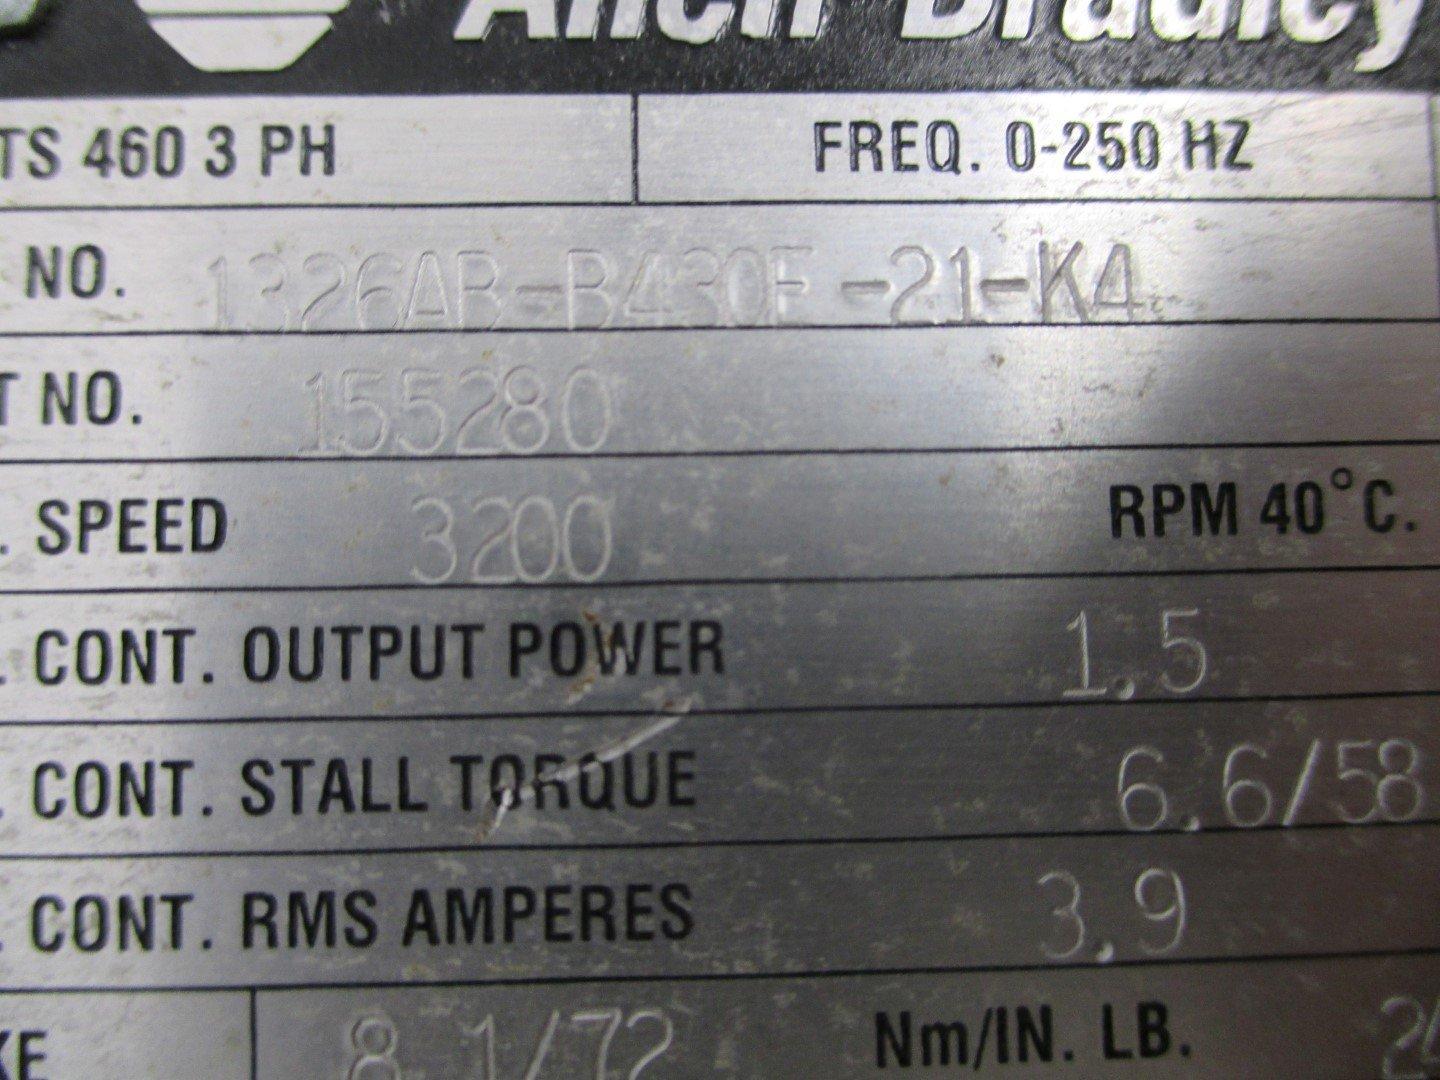 Allen-Bradley
TS 460 3 PH FREQ. 0-250 HZ
NO. 1326AB-B430E-21-K4
T NO. 155280
. SPEED 3200 RPM 40°C.
. CONT. OUTPUT POWER 1.5
. CONT. STALL TORQUE 6.6/58
. CONT. RMS AMPERES 3.9
KE 8.1/72 Nm/IN. LB. 24